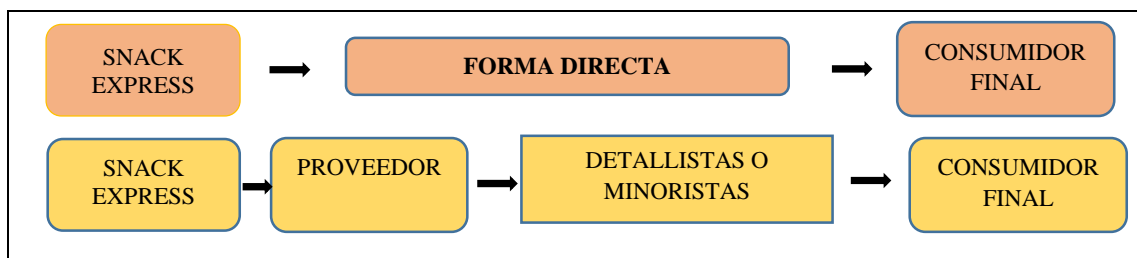 SNACK
EXPRESS
FORMA DIRECTA
CONSUMIDOR
FINAL
SNACK
EXPRESS
PROVEEDOR
DETALLISTAS O
MINORISTAS
CONSUMIDOR
FINAL